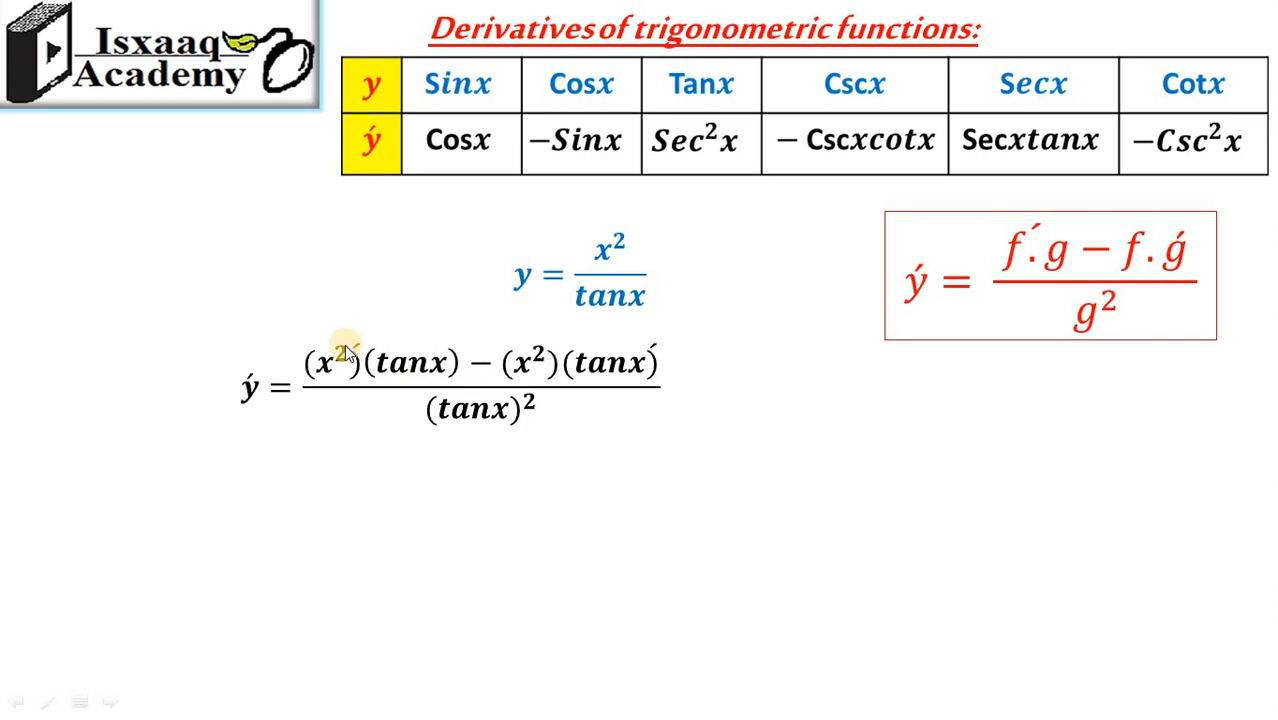 Isxaaq
Academy
Derivatives of trigonometric functions:
y Sinx Cosx Tanx Cscx Secx Cotx
ý Cosx −Sinx Sec²x − Cscxcotx Secxtanx −Csc²x
y = x² / tanx
ý = (f´.g − f.ǵ) / g²
ý = ((x²)´(tanx) − (x²)(tanx)´) / (tanx)²